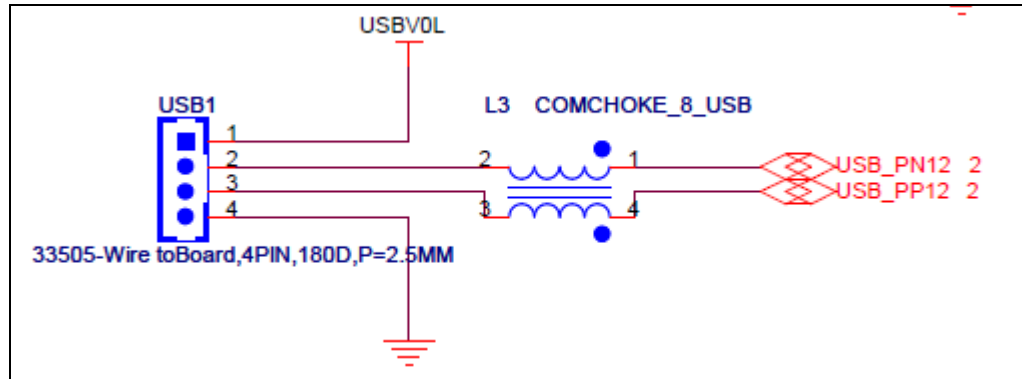 USBV0L
USB1
L3 COMCHOKE_8_USB
1
2 2 1 USB_PN12 2
3 USB_PP12 2
4 3 4
33505-Wire toBoard,4PIN,180D,P=2.5MM